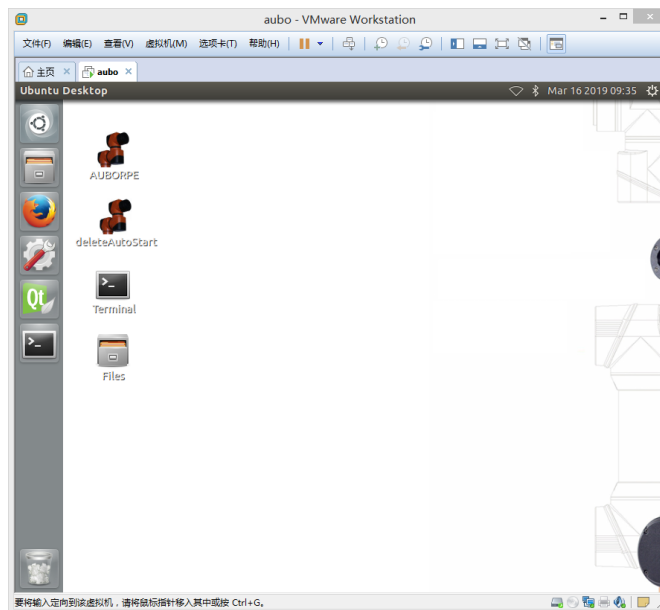 aubo - VMware Workstation
文件(F) 编辑(E) 查看(V) 虚拟机(M) 选项卡(T) 帮助(H)
主页 aubo
Ubuntu Desktop Mar 16 2019 09:35
AUBORPE
deleteAutoStart
Terminal
Qt
Files
要将输入定向到该虚拟机，请将鼠标指针移入其中或按 Ctrl+G。